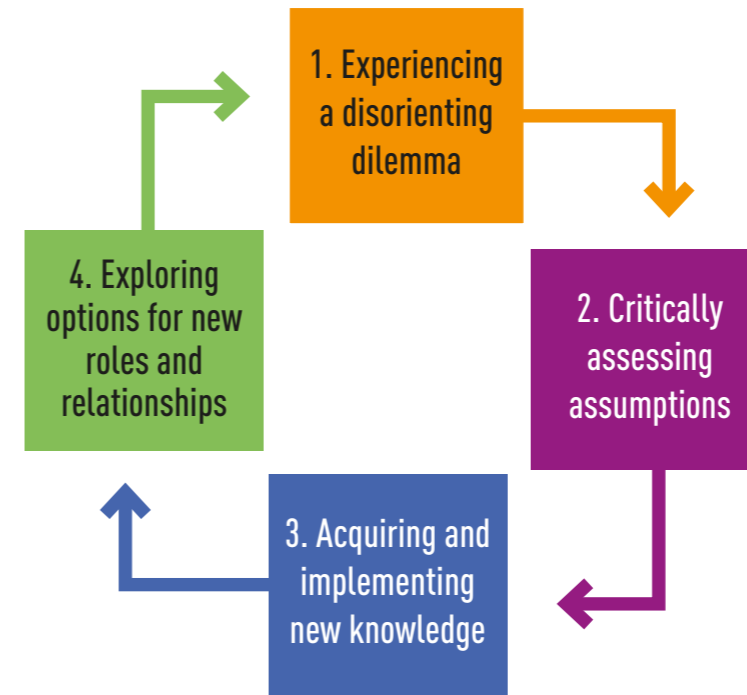 1. Experiencing
a disorienting
dilemma
2. Critically
assessing
assumptions
3. Acquiring and
implementing
new knowledge
4. Exploring
options for new
roles and
relationships